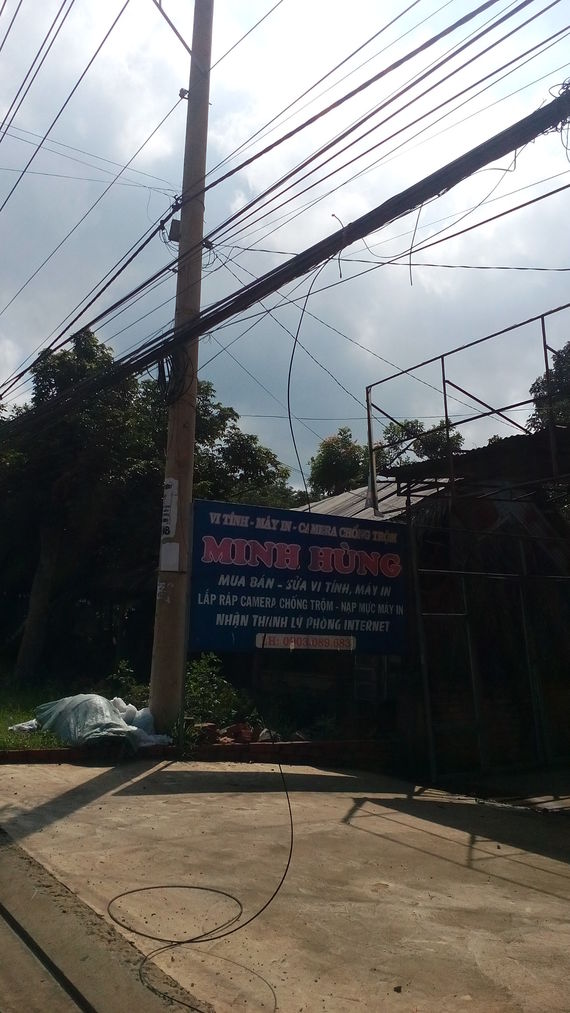 VI TÍNH - MÁY IN - CAMERA CHỐNG TRỘM
MINH HÙNG
MUA BÁN - SỬA VI TÍNH, MÁY IN
LẮP RÁP CAMERA CHỐNG TRỘM - NẠP MỰC MÁY IN
NHẬN THANH LÝ PHÒNG INTERNET
ĐH: 0903.089.683